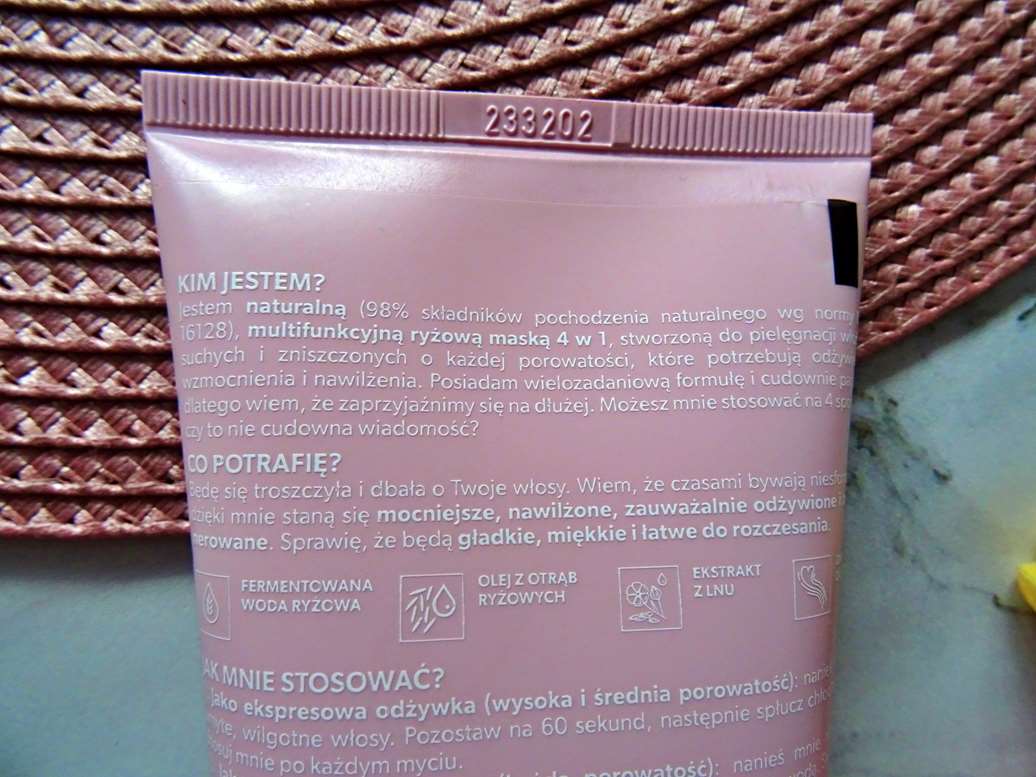 233202
KIM JESTEM?
Jestem naturalną (98% składników pochodzenia naturalnego wg normy
16128), multifunkcyjną ryżową maską 4 w 1, stworzoną do pielęgnacji
suchych i zniszczonych o każdej porowatości, które potrzebują
wzmocnienia i nawilżenia. Posiadam wielozadaniową formułę i cudownie
dlatego wiem, że zaprzyjaźnimy się na dłużej. Możesz mnie stosować na 4
czy to nie cudowna wiadomość?
CO POTRAFIĘ?
Będę się troszczyła i dbała o Twoje włosy. Wiem, że czasami bywają
dzięki mnie staną się mocniejsze, nawilżone, zauważalnie odżywione i
Sprawię, że będą gładkie, miękkie i łatwe do rozczesania.
FERMENTOWANA
WODA RYŻOWA
OLEJ Z OTRĄB
RYŻOWYCH
EKSTRAKT
Z LNU
JAK MNIE STOSOWAĆ?
Jako ekspresowa odżywka (wysoka i średnia porowatość):
wilgotne włosy. Pozostaw na 60 sekund, następnie spłucz
mnie po każdym myciu.
porowatość): nanieś mnie